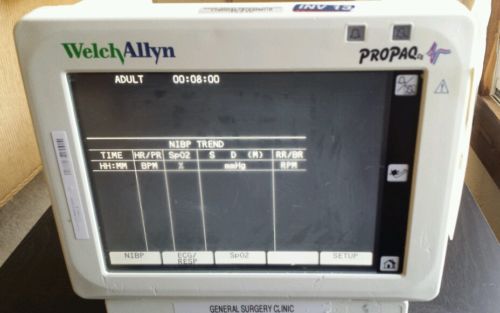 WelchAllyn
PROPAQ
ADULT 00:08:00
NIBP TREND
TIME HR/PR SpO2 S D (M) RR/BR
HH:MM BPM % mmHg RPM
NIBP ECG/ SpO2 SETUP
RESP
GENERAL SURGERY CLINIC